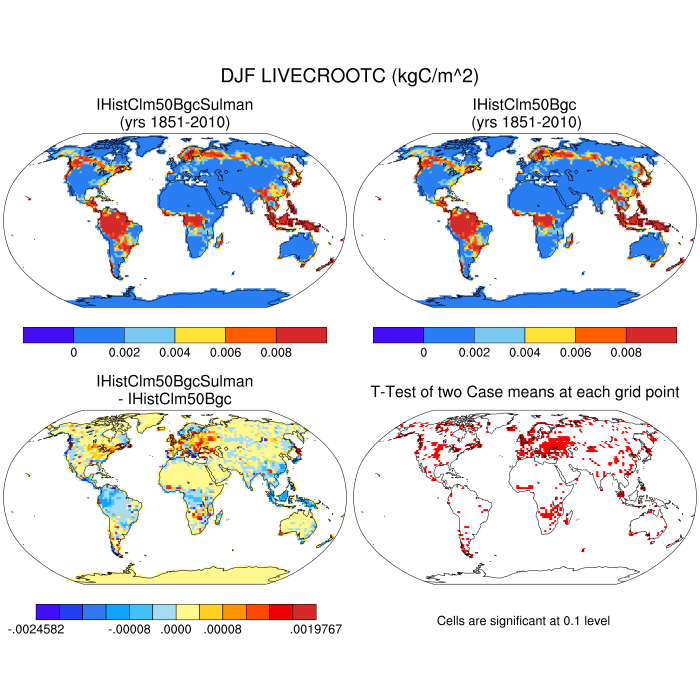 DJF LIVECROOTC (kgC/m^2)
IHistClm50BgcSulman
(yrs 1851-2010)
IHistClm50Bgc
(yrs 1851-2010)
0 0.002 0.004 0.006 0.008
0 0.002 0.004 0.006 0.008
IHistClm50BgcSulman
- IHistClm50Bgc
T-Test of two Case means at each grid point
-.0024582 -.00008 .0000 .00008 .0019767
Cells are significant at 0.1 level